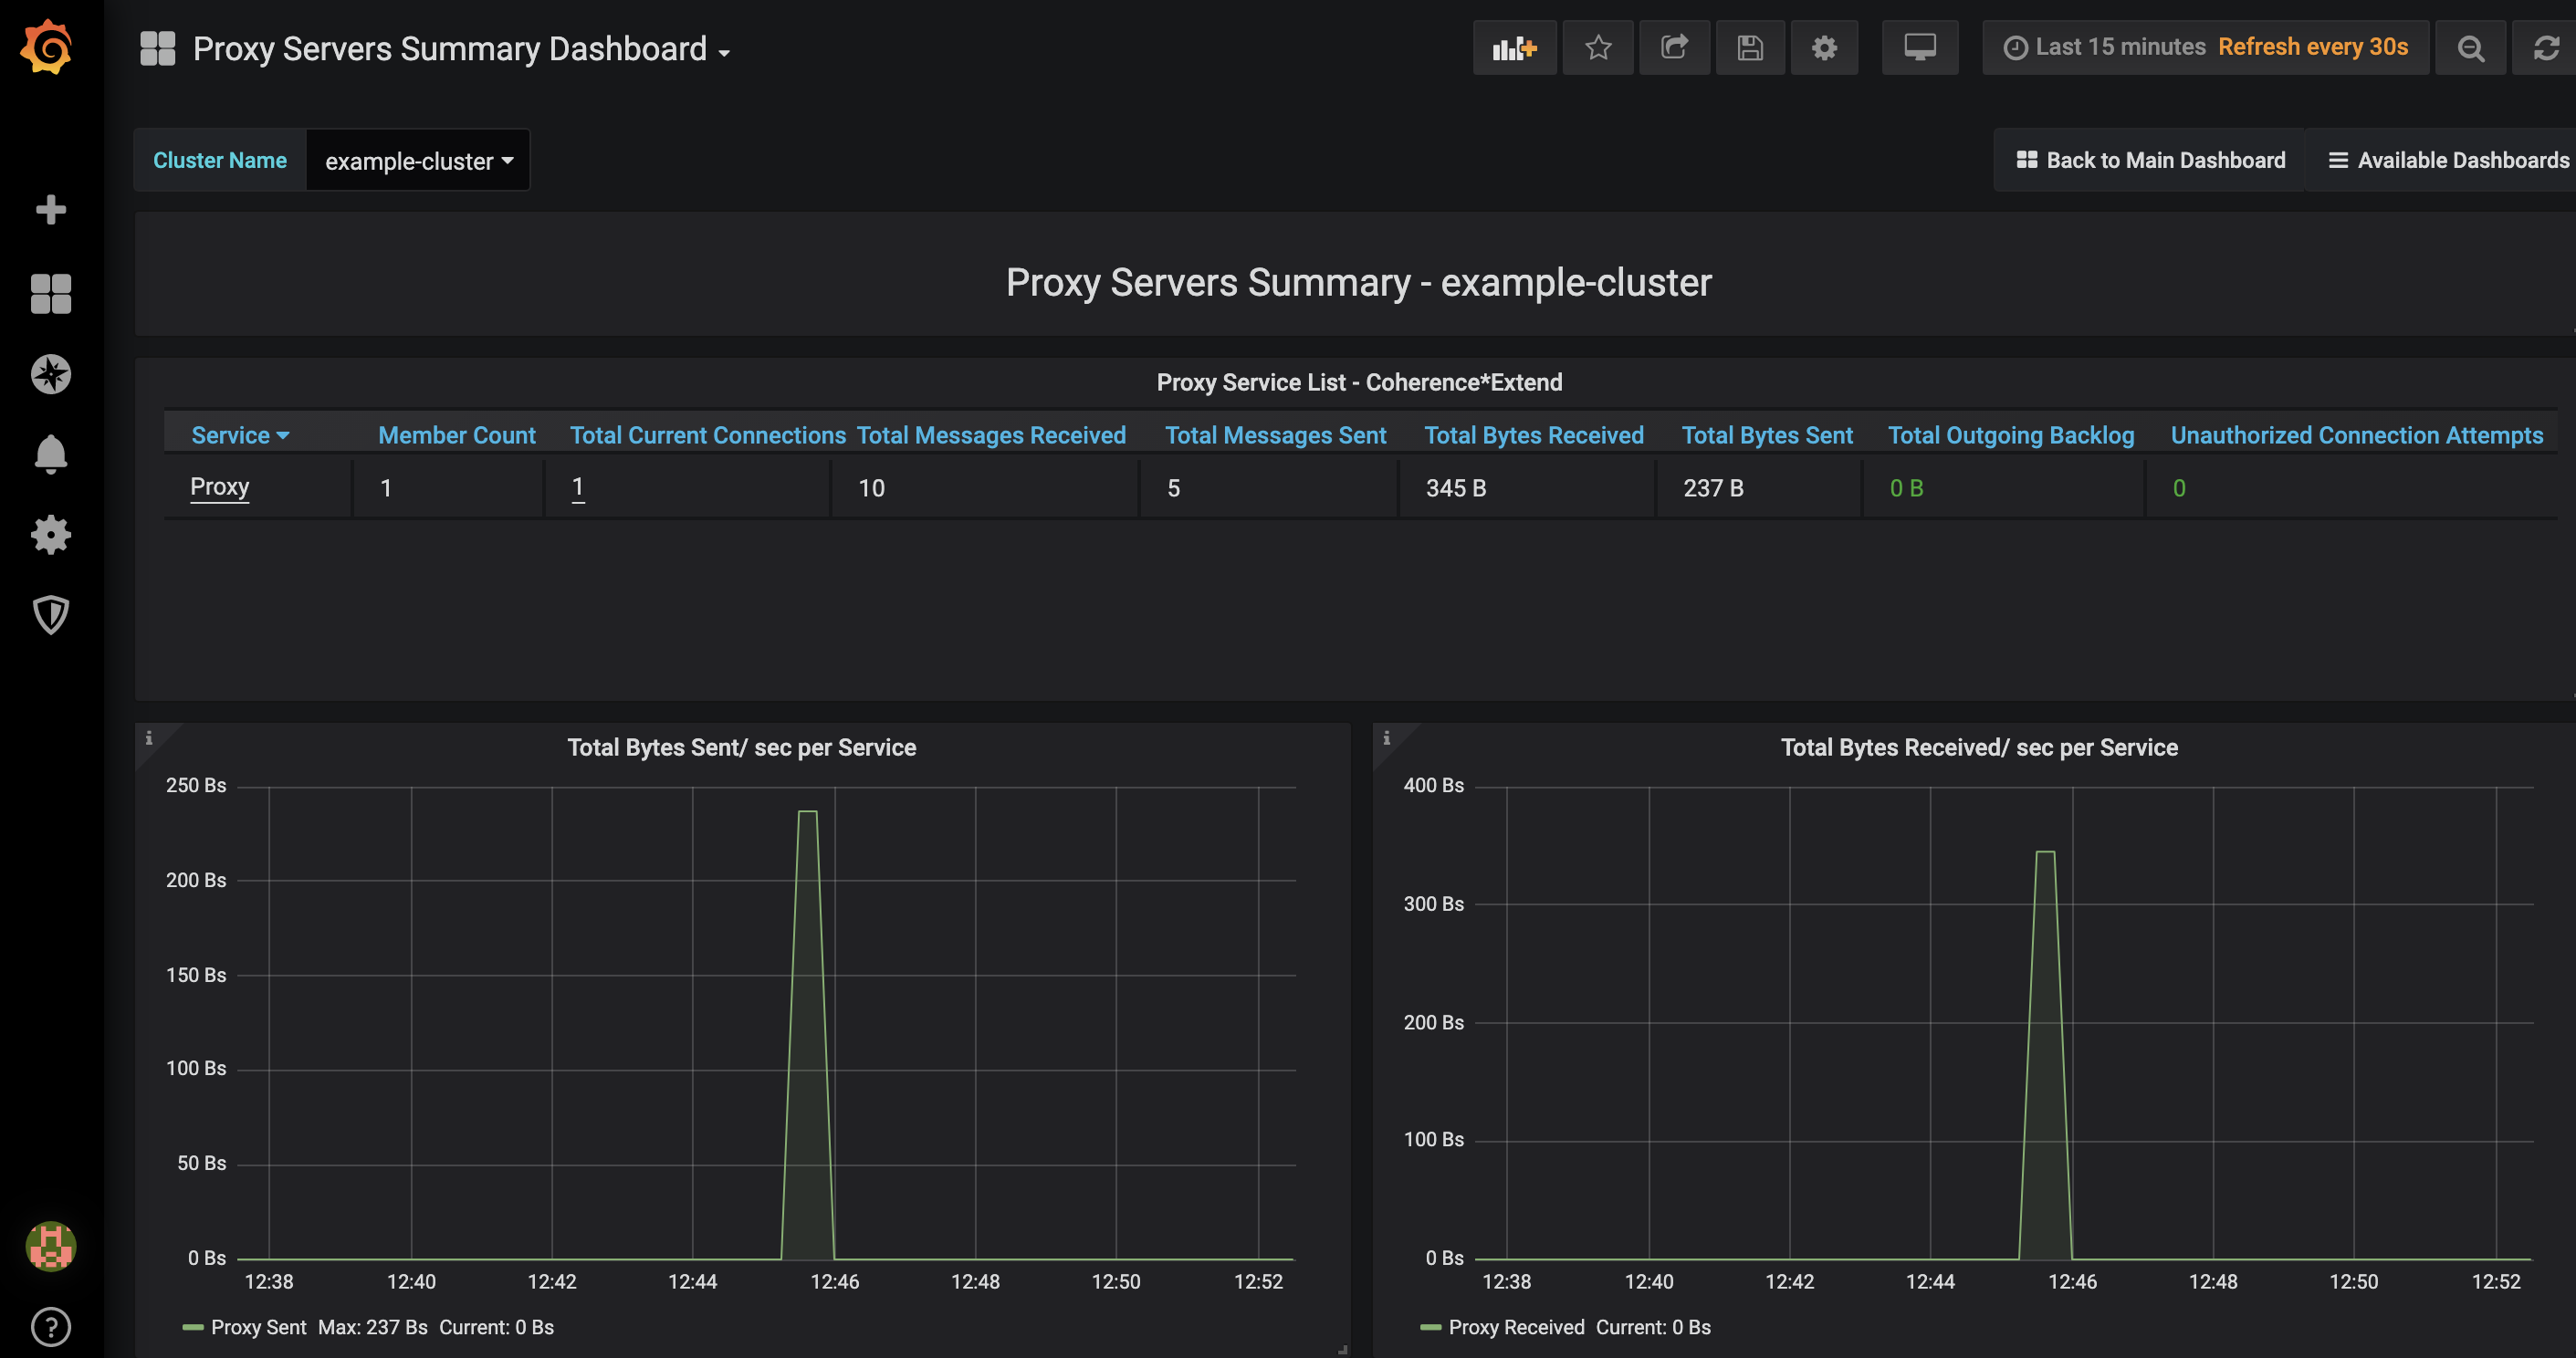 Proxy Servers Summary Dashboard
Last 15 minutes Refresh every 30s
Cluster Name example-cluster
Back to Main Dashboard Available Dashboards
Proxy Servers Summary - example-cluster
Proxy Service List - Coherence*Extend
Service Member Count Total Current Connections Total Messages Received Total Messages Sent Total Bytes Received Total Bytes Sent Total Outgoing Backlog Unauthorized Connection Attempts
Proxy 1 1 10 5 345 B 237 B 0 B 0
i
Total Bytes Sent/ sec per Service
250 Bs
200 Bs
150 Bs
100 Bs
50 Bs
0 Bs
12:38 12:40 12:42 12:44 12:46 12:48 12:50 12:52
Proxy Sent Max: 237 Bs Current: 0 Bs
i
Total Bytes Received/ sec per Service
400 Bs
300 Bs
200 Bs
100 Bs
0 Bs
12:38 12:40 12:42 12:44 12:46 12:48 12:50 12:52
Proxy Received Current: 0 Bs
?